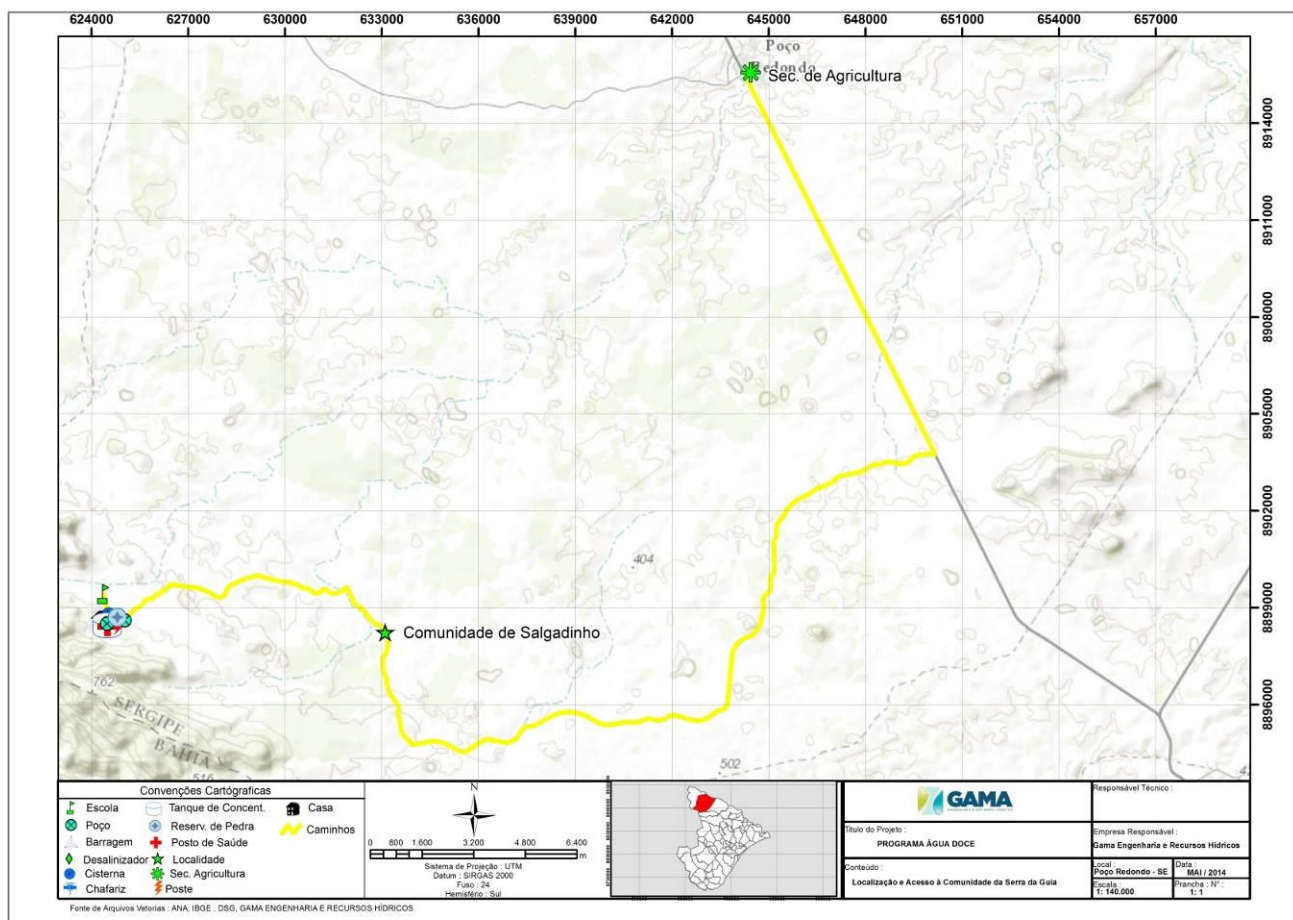 624000 627000 630000 633000 636000 639000 642000 645000 648000 651000 654000 657000
Poço
Redondo
Sec. de Agricultura
8914000
8911000
8908000
8905000
8902000
404
8899000
Comunidade de Salgadinho
762
8896000
SERGIPE
BAHIA
516
502
Convenções Cartógraficas
Escola
Tanque de Concent.
Casa
Poço
Reserv. de Pedra
Caminhos
Barragem
Posto de Saúde
Desalinizador
Localidade
Cisterna
Sec. Agricultura
Chafariz
Poste
N
0 800 1.600 3.200 4.800 6.400
m
Sistema de Projeção : UTM
Datum : SIRGAS 2000
Fuso : 24
Hemisfério : Sul
GAMA
Responsável Técnico :
Título do Projeto :
PROGRAMA ÁGUA DOCE
Empresa Responsável :
Gama Engenharia e Recursos Hídricos
Conteúdo :
Localização e Acesso à Comunidade da Serra da Guia
Local :
Poço Redondo - SE
Data :
MAI / 2014
Escala :
1: 140.000
Prancha : N° :
1: 1
Fonte de Arquivos Vetorias : ANA, IBGE , DSG, GAMA ENGENHARIA E RECURSOS HÍDRICOS